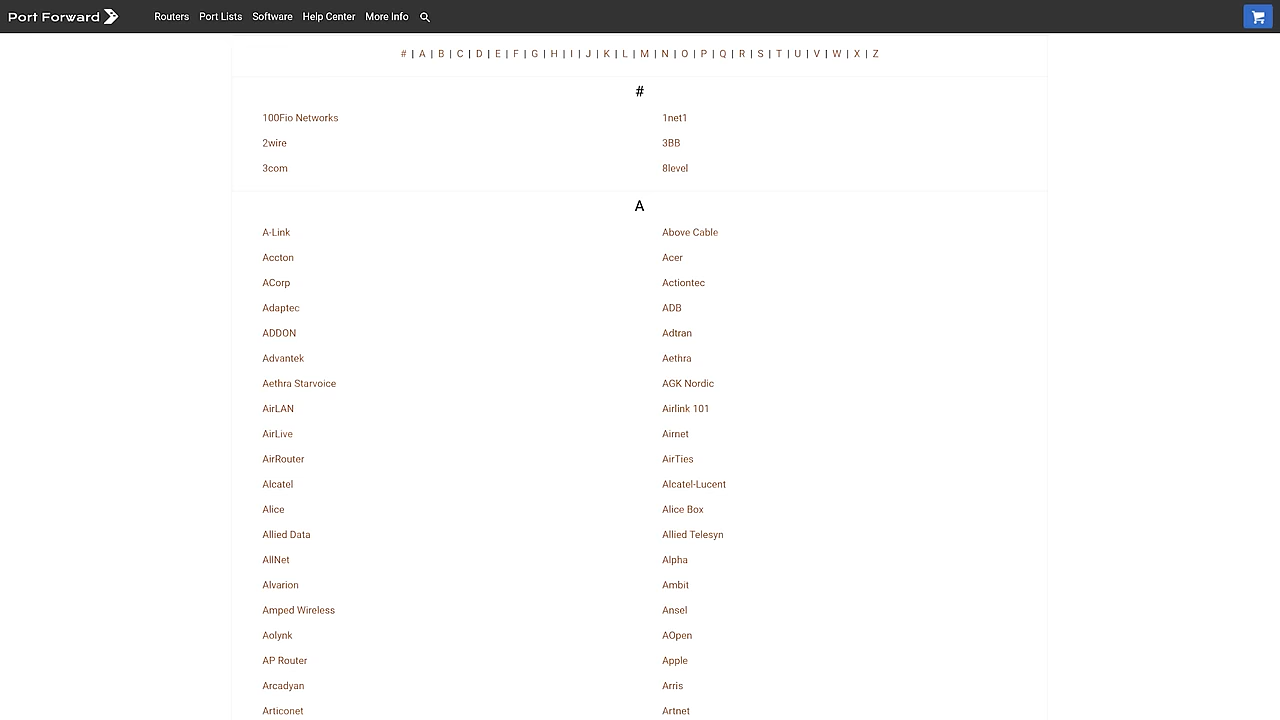 Port Forward Routers Port Lists Software Help Center More Info
# | A | B | C | D | E | F | G | H | I | J | K | L | M | N | O | P | Q | R | S | T | U | V | W | X | Z
#
100Fio Networks 1net1
2wire 3BB
3com 8level
A
A-Link Above Cable
Accton Acer
ACorp Actiontec
Adaptec ADB
ADDON Adtran
Advantek Aethra
Aethra Starvoice AGK Nordic
AirLAN Airlink 101
AirLive Airnet
AirRouter AirTies
Alcatel Alcatel-Lucent
Alice Alice Box
Allied Data Allied Telesyn
AllNet Alpha
Alvarion Ambit
Amped Wireless Ansel
Aolynk AOpen
AP Router Apple
Arcadyan Arris
Articonet Artnet